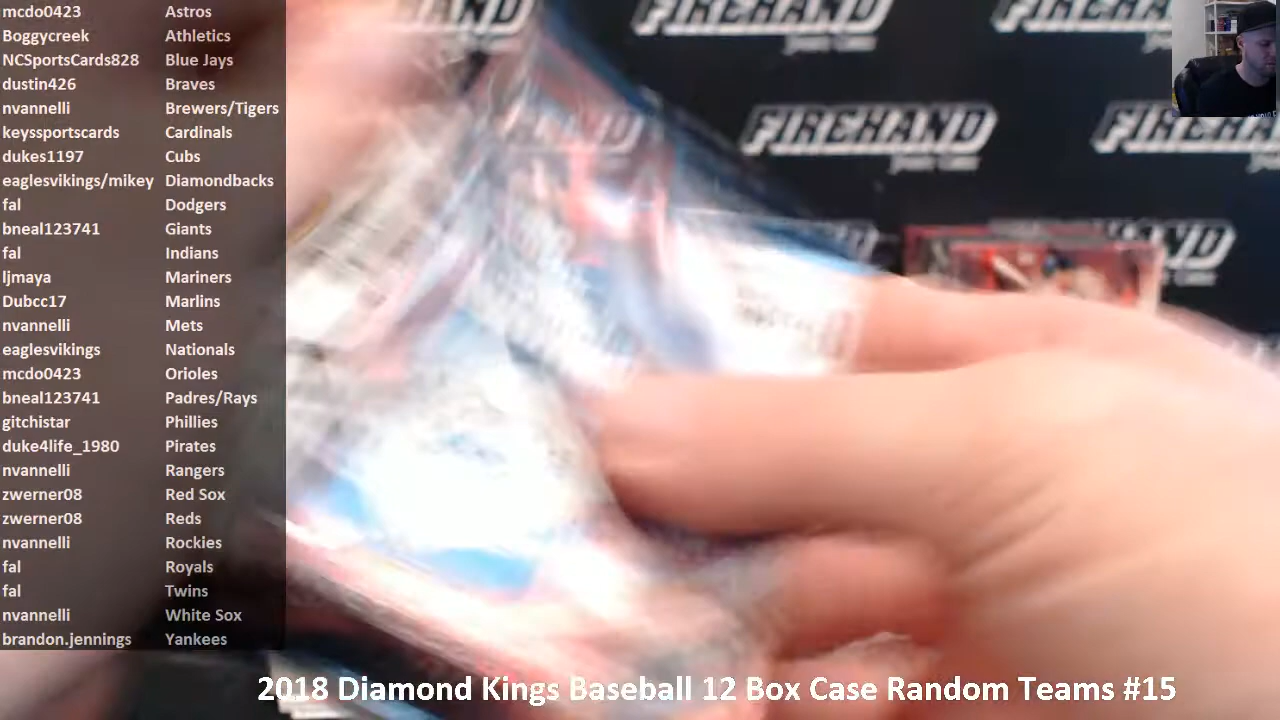 mcdo0423 Astros
Boggycreek Athletics
NCSportsCards828 Blue Jays
dustin426 Braves
nvannelli Brewers/Tigers
keyssportscards Cardinals
dukes1197 Cubs
eaglesvikings/mikey Diamondbacks
fal Dodgers
bneal123741 Giants
fal Indians
ljmaya Mariners
Dubcc17 Marlins
nvannelli Mets
eaglesvikings Nationals
mcdo0423 Orioles
bneal123741 Padres/Rays
gitchistar Phillies
duke4life_1980 Pirates
nvannelli Rangers
zwerner08 Red Sox
zwerner08 Reds
nvannelli Rockies
fal Royals
fal Twins
nvannelli White Sox
brandon.jennings Yankees
FIREHAND FIREHAND
FIREHAND
2018 Diamond Kings Baseball 12 Box Case Random Teams #15